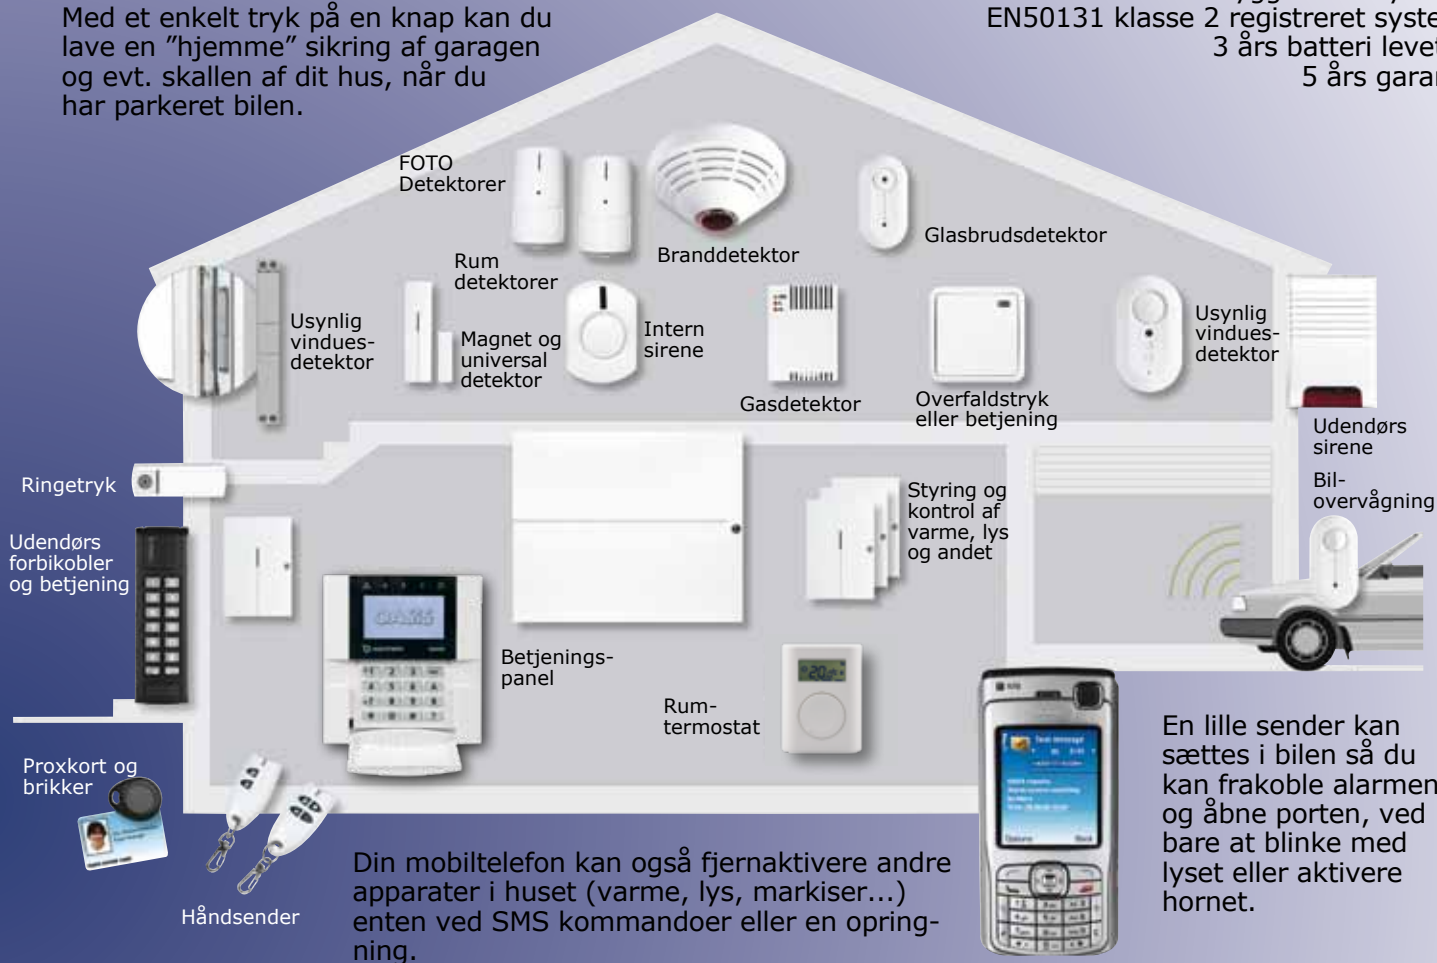 Med et enkelt tryk på en knap kan du
lave en ”hjemme” sikring af garagen
og evt. skallen af dit hus, når du
har parkeret bilen.
EN50131 klasse 2 registreret
3 års batteri
5 års
FOTO
Detektorer
Branddetektor
Glasbrudsdetektor
Rum
detektorer
Usynlig
vindues-
detektor
Magnet og
universal
detektor
Intern
sirene
Gasdetektor
Overfaldstryk
eller betjening
Usynlig
vindues-
detektor
Udendørs
sirene
Bil-
overvågning
Ringetryk
Udendørs
forbikobler
og betjening
Styring og
kontrol af
varme, lys
og andet
OASiS
Betjenings-
panel
Rum-
termostat
Proxkort og
brikker
Håndsender
Din mobiltelefon kan også fjernaktivere andre
apparater i huset (varme, lys, markiser...)
enten ved SMS kommandoer eller en opring-
ning.
En lille sender kan
sættes i bilen så du
kan frakoble alarmen
og åbne porten, ved
bare at blinke med
lyset eller aktivere
hornet.